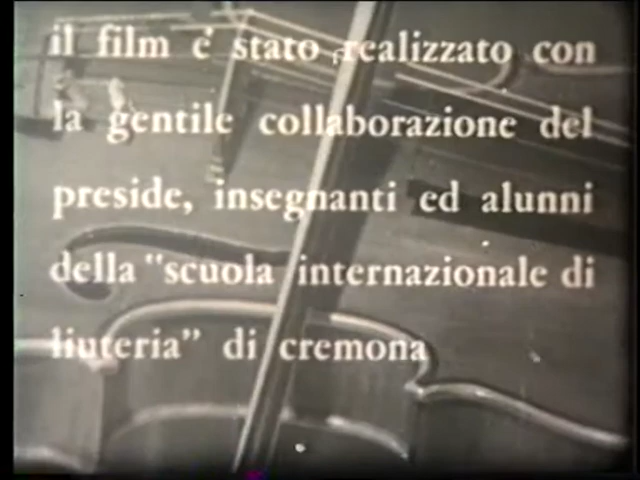 il film è stato realizzato con
la gentile collaborazione del
preside, insegnanti ed alunni
della "scuola internazionale di
liuteria" di cremona